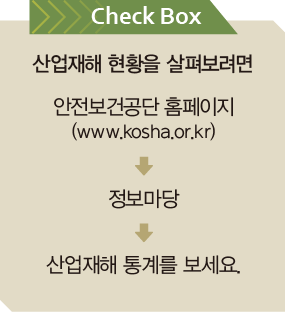 Check Box
산업재해 현황을 살펴보려면
안전보건공단 홈페이지
(www.kosha.or.kr)
정보마당
산업재해 통계를 보세요.